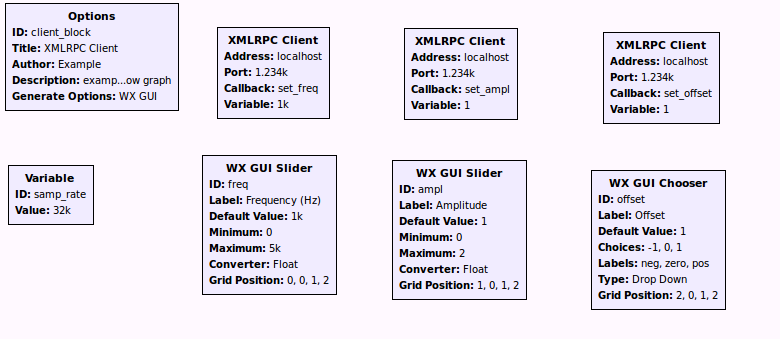 Options
ID: client_block
Title: XMLRPC Client
Author: Example
Description: examp...ow graph
Generate Options: WX GUI
XMLRPC Client
Address: localhost
Port: 1.234k
Callback: set_freq
Variable: 1k
XMLRPC Client
Address: localhost
Port: 1.234k
Callback: set_ampl
Variable: 1
XMLRPC Client
Address: localhost
Port: 1.234k
Callback: set_offset
Variable: 1
Variable
ID: samp_rate
Value: 32k
WX GUI Slider
ID: freq
Label: Frequency (Hz)
Default Value: 1k
Minimum: 0
Maximum: 5k
Converter: Float
Grid Position: 0, 0, 1, 2
WX GUI Slider
ID: ampl
Label: Amplitude
Default Value: 1
Minimum: 0
Maximum: 2
Converter: Float
Grid Position: 1, 0, 1, 2
WX GUI Chooser
ID: offset
Label: Offset
Default Value: 1
Choices: -1, 0, 1
Labels: neg, zero, pos
Type: Drop Down
Grid Position: 2, 0, 1, 2